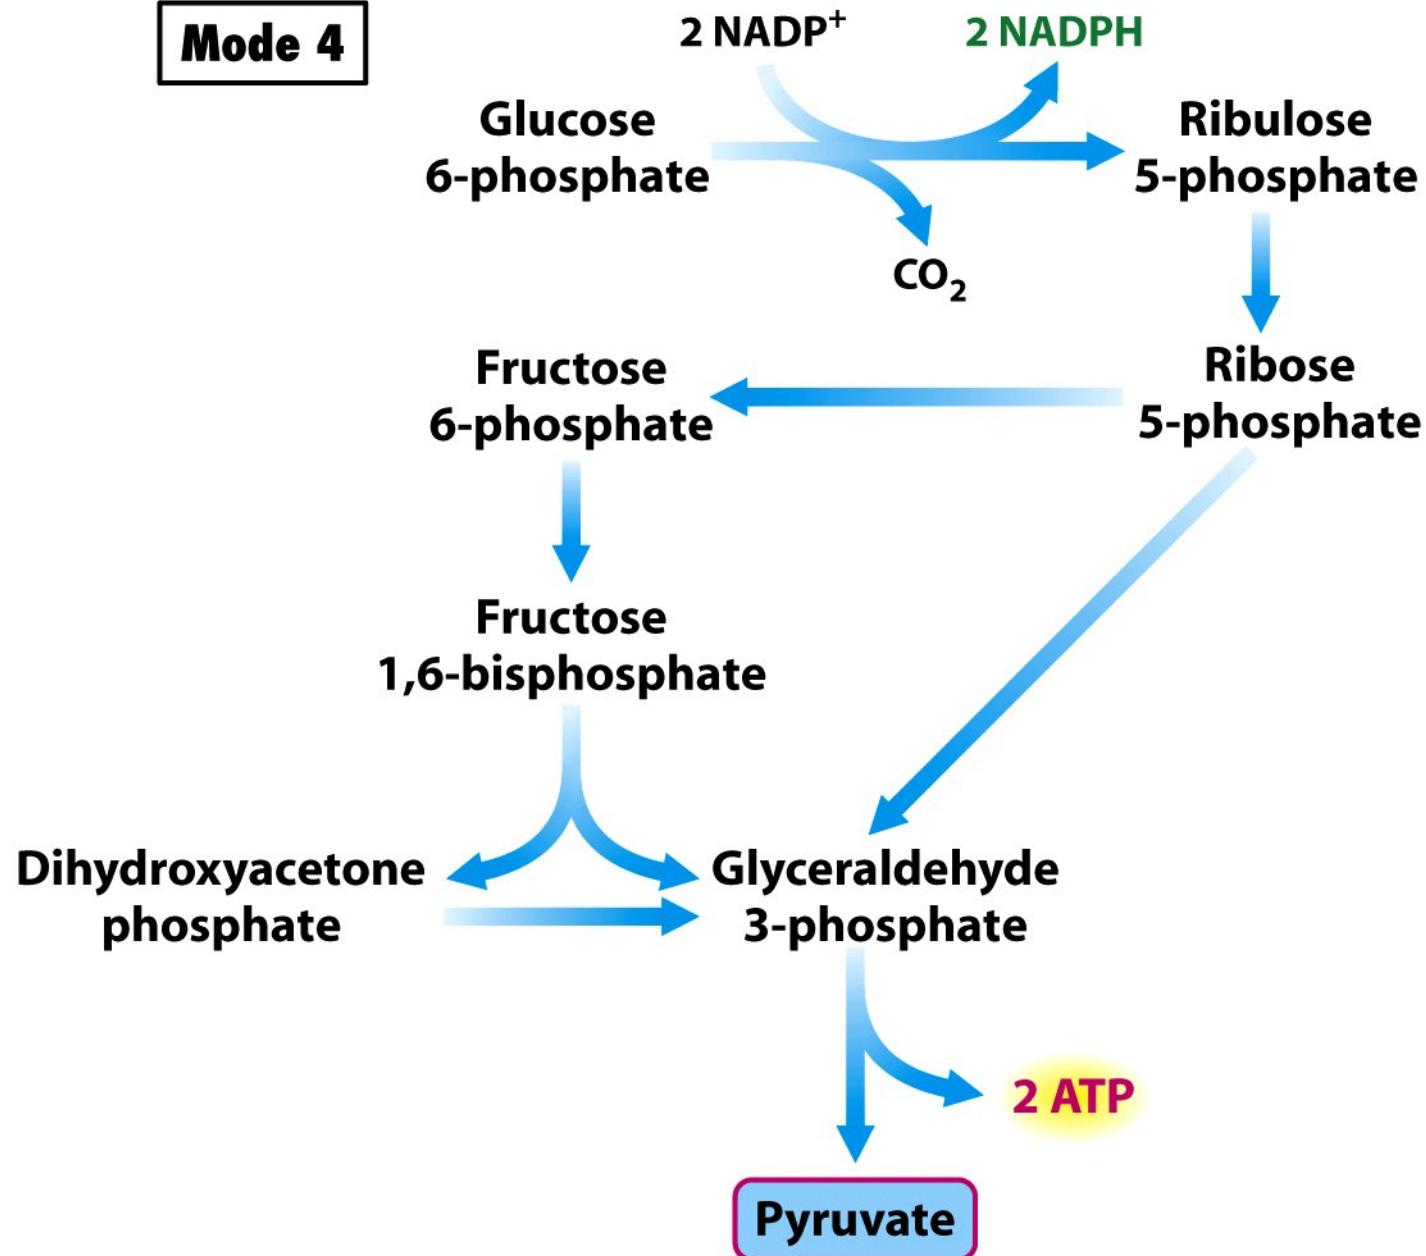 Mode 4
2 NADP⁺
2 NADPH
Glucose
6-phosphate
Ribulose
5-phosphate
CO₂
Fructose
6-phosphate
Ribose
5-phosphate
Fructose
1,6-bisphosphate
Dihydroxyacetone
phosphate
Glyceraldehyde
3-phosphate
2 ATP
Pyruvate